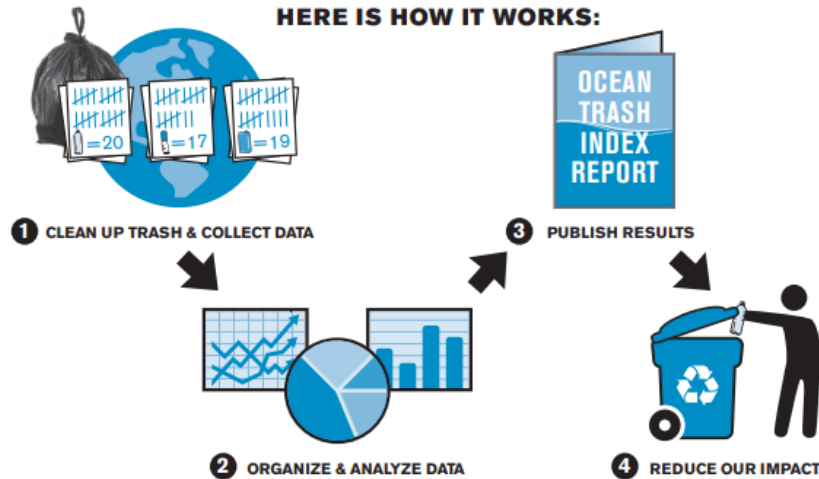 HERE IS HOW IT WORKS:
=20
=17
=19
1 CLEAN UP TRASH & COLLECT DATA
OCEAN
TRASH
INDEX
REPORT
3 PUBLISH RESULTS
2 ORGANIZE & ANALYZE DATA
4 REDUCE OUR IMPACT